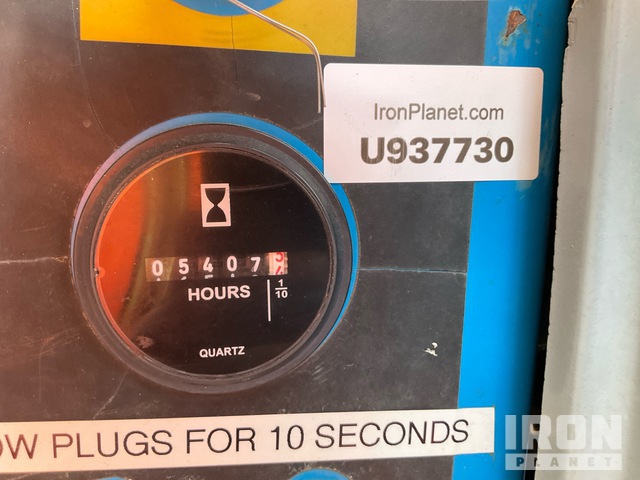 IronPlanet.com
U937730
05407
HOURS
1/10
QUARTZ
OW PLUGS FOR 10 SECONDS
IRON
PLANET